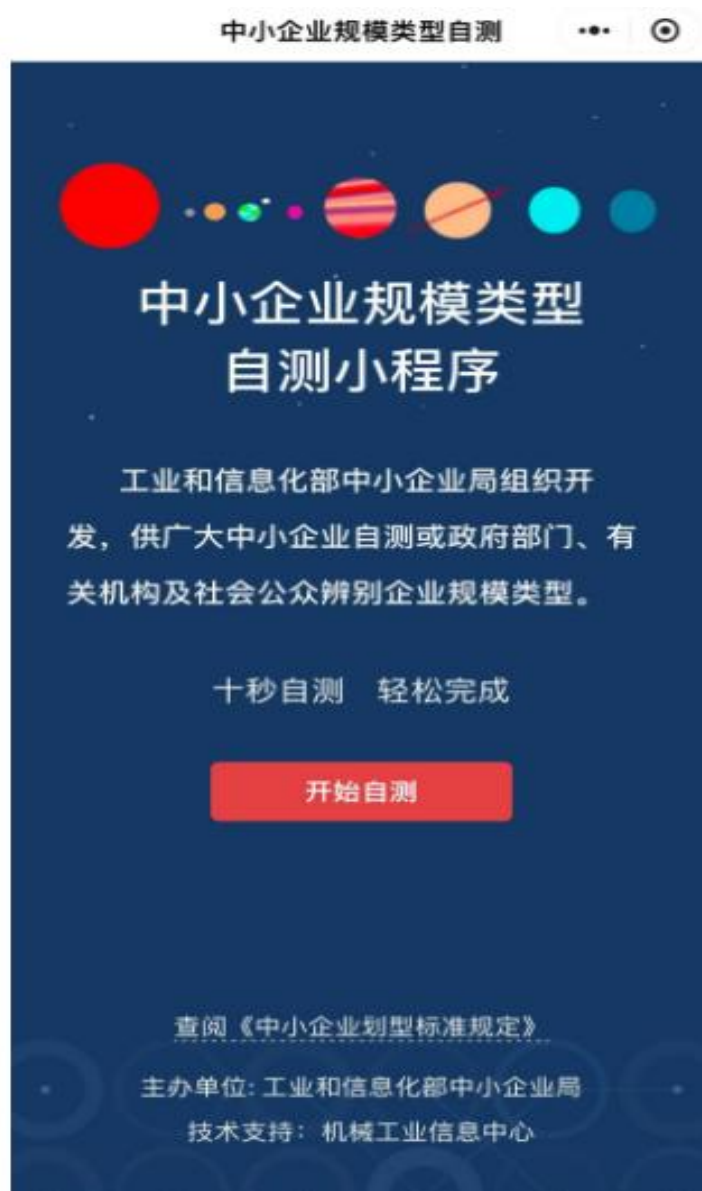 中小企业规模类型自测
中小企业规模类型
自测小程序
工业和信息化部中小企业局组织开
发，供广大中小企业自测或政府部门、有
关机构及社会公众辨别企业规模类型。
十秒自测 轻松完成
开始自测
查阅《中小企业划型标准规定》
主办单位: 工业和信息化部中小企业局
技术支持：机械工业信息中心